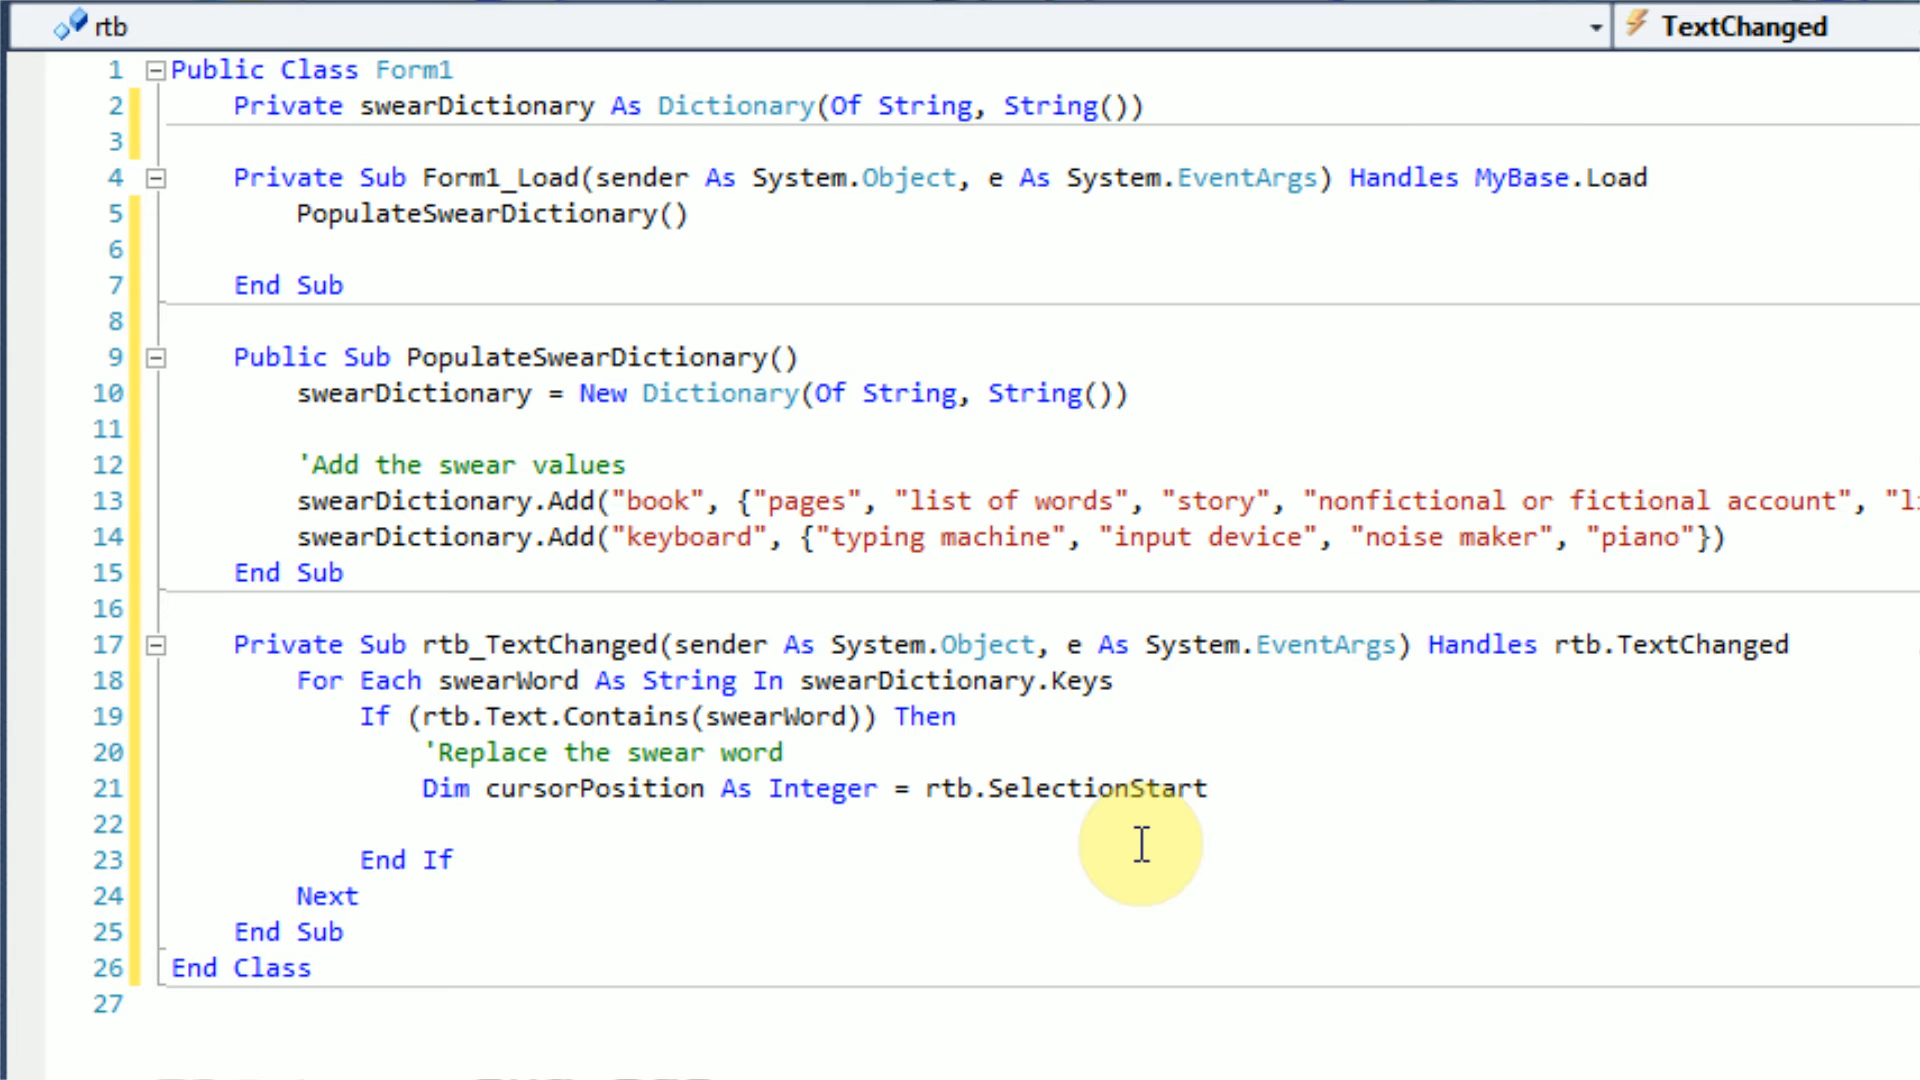 rtb TextChanged
1 Public Class Form1
2 Private swearDictionary As Dictionary(Of String, String())
3
4 Private Sub Form1_Load(sender As System.Object, e As System.EventArgs) Handles MyBase.Load
5 PopulateSwearDictionary()
6
7 End Sub
8
9 Public Sub PopulateSwearDictionary()
10 swearDictionary = New Dictionary(Of String, String())
11
12 'Add the swear values
13 swearDictionary.Add("book", {"pages", "list of words", "story", "nonfictional or fictional account",
14 swearDictionary.Add("keyboard", {"typing machine", "input device", "noise maker", "piano"})
15 End Sub
16
17 Private Sub rtb_TextChanged(sender As System.Object, e As System.EventArgs) Handles rtb.TextChanged
18 For Each swearWord As String In swearDictionary.Keys
19 If (rtb.Text.Contains(swearWord)) Then
20 'Replace the swear word
21 Dim cursorPosition As Integer = rtb.SelectionStart
22
23 End If
24 Next
25 End Sub
26 End Class
27